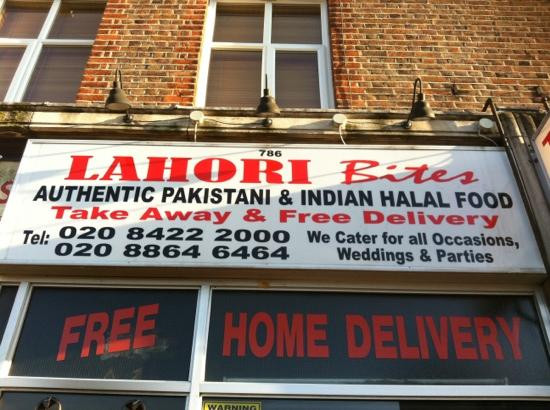 786
LAHORI Bites
AUTHENTIC PAKISTANI & INDIAN HALAL FOOD
Take Away & Free Delivery
Tel: 020 8422 2000
020 8864 6464
We Cater for all Occasions,
Weddings & Parties
FREE HOME DELIVERY
WARNING